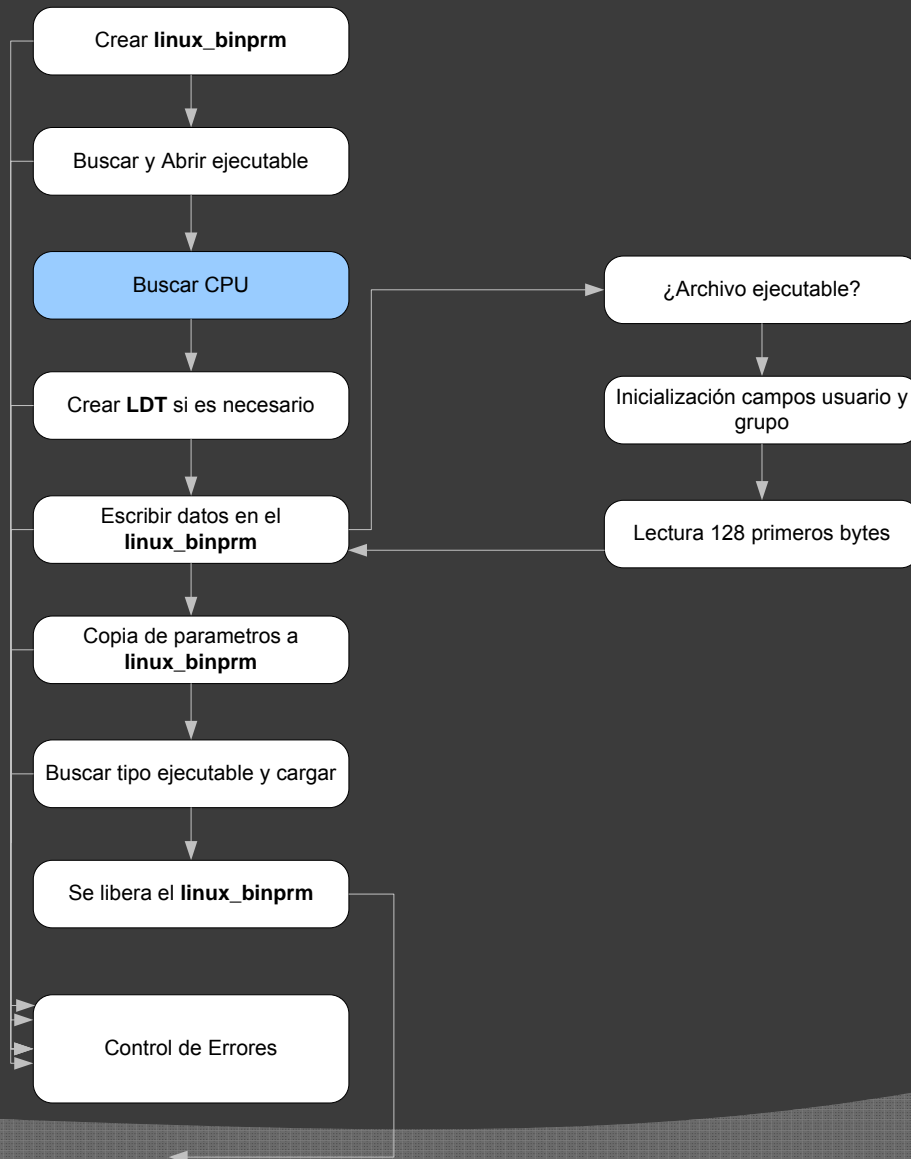 Crear linux_binprm
Buscar y Abrir ejecutable
Buscar CPU
Crear LDT si es necesario
Escribir datos en el
linux_binprm
Copia de parametros a
linux_binprm
Buscar tipo ejecutable y cargar
Se libera el linux_binprm
Control de Errores
¿Archivo ejecutable?
Inicialización campos usuario y
grupo
Lectura 128 primeros bytes